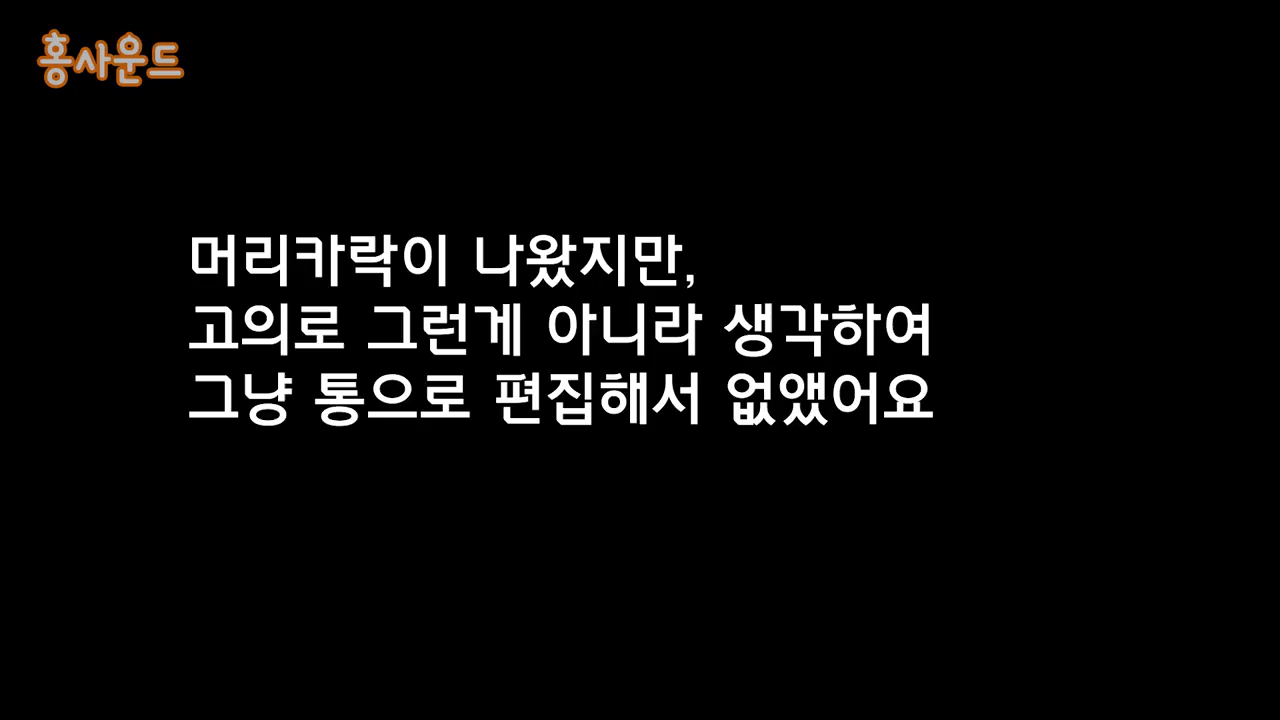 홍사운드
머리카락이 나왔지만,
고의로 그런게 아니라 생각하여
그냥 통으로 편집해서 없앴어요